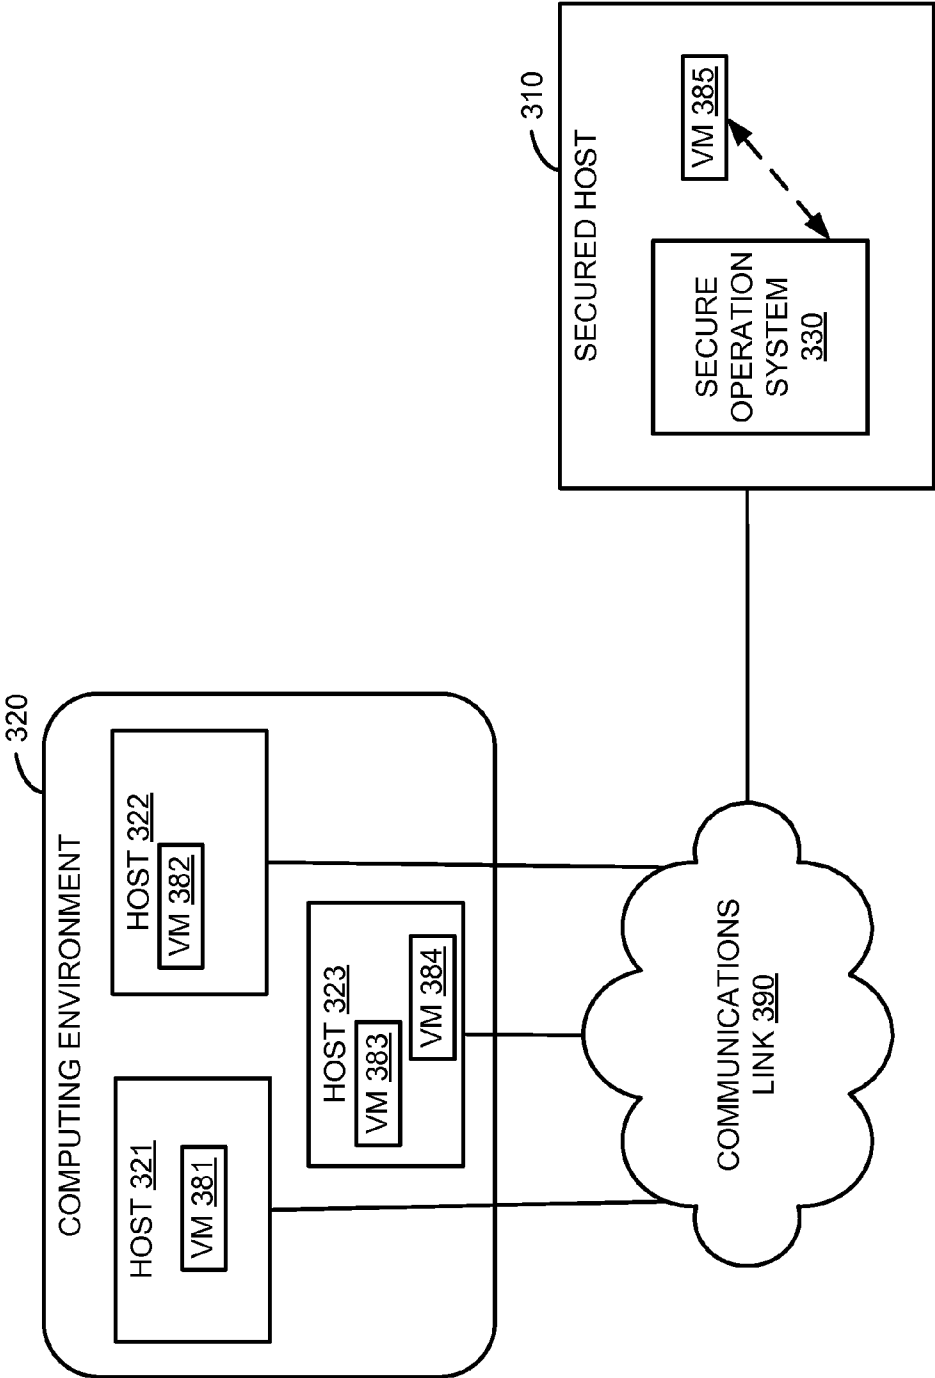 320
COMPUTING ENVIRONMENT
HOST 321
VM 381
HOST 322
VM 382
HOST 323
VM 383
VM 384
COMMUNICATIONS
LINK 390
310
SECURED HOST
SECURE
OPERATION
SYSTEM
330
VM 385